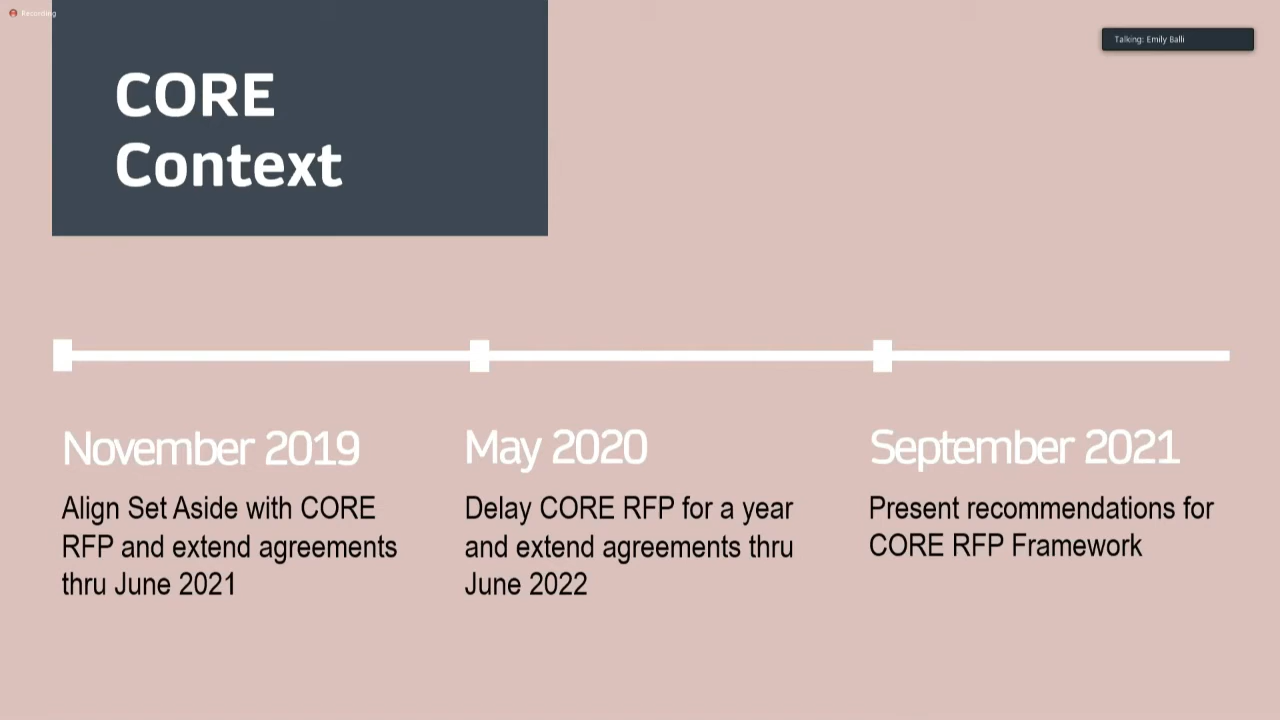 Recording
Talking: Emily Balli
CORE
Context
November 2019
Align Set Aside with CORE
RFP and extend agreements
thru June 2021
May 2020
Delay CORE RFP for a year
and extend agreements thru
June 2022
September 2021
Present recommendations for
CORE RFP Framework